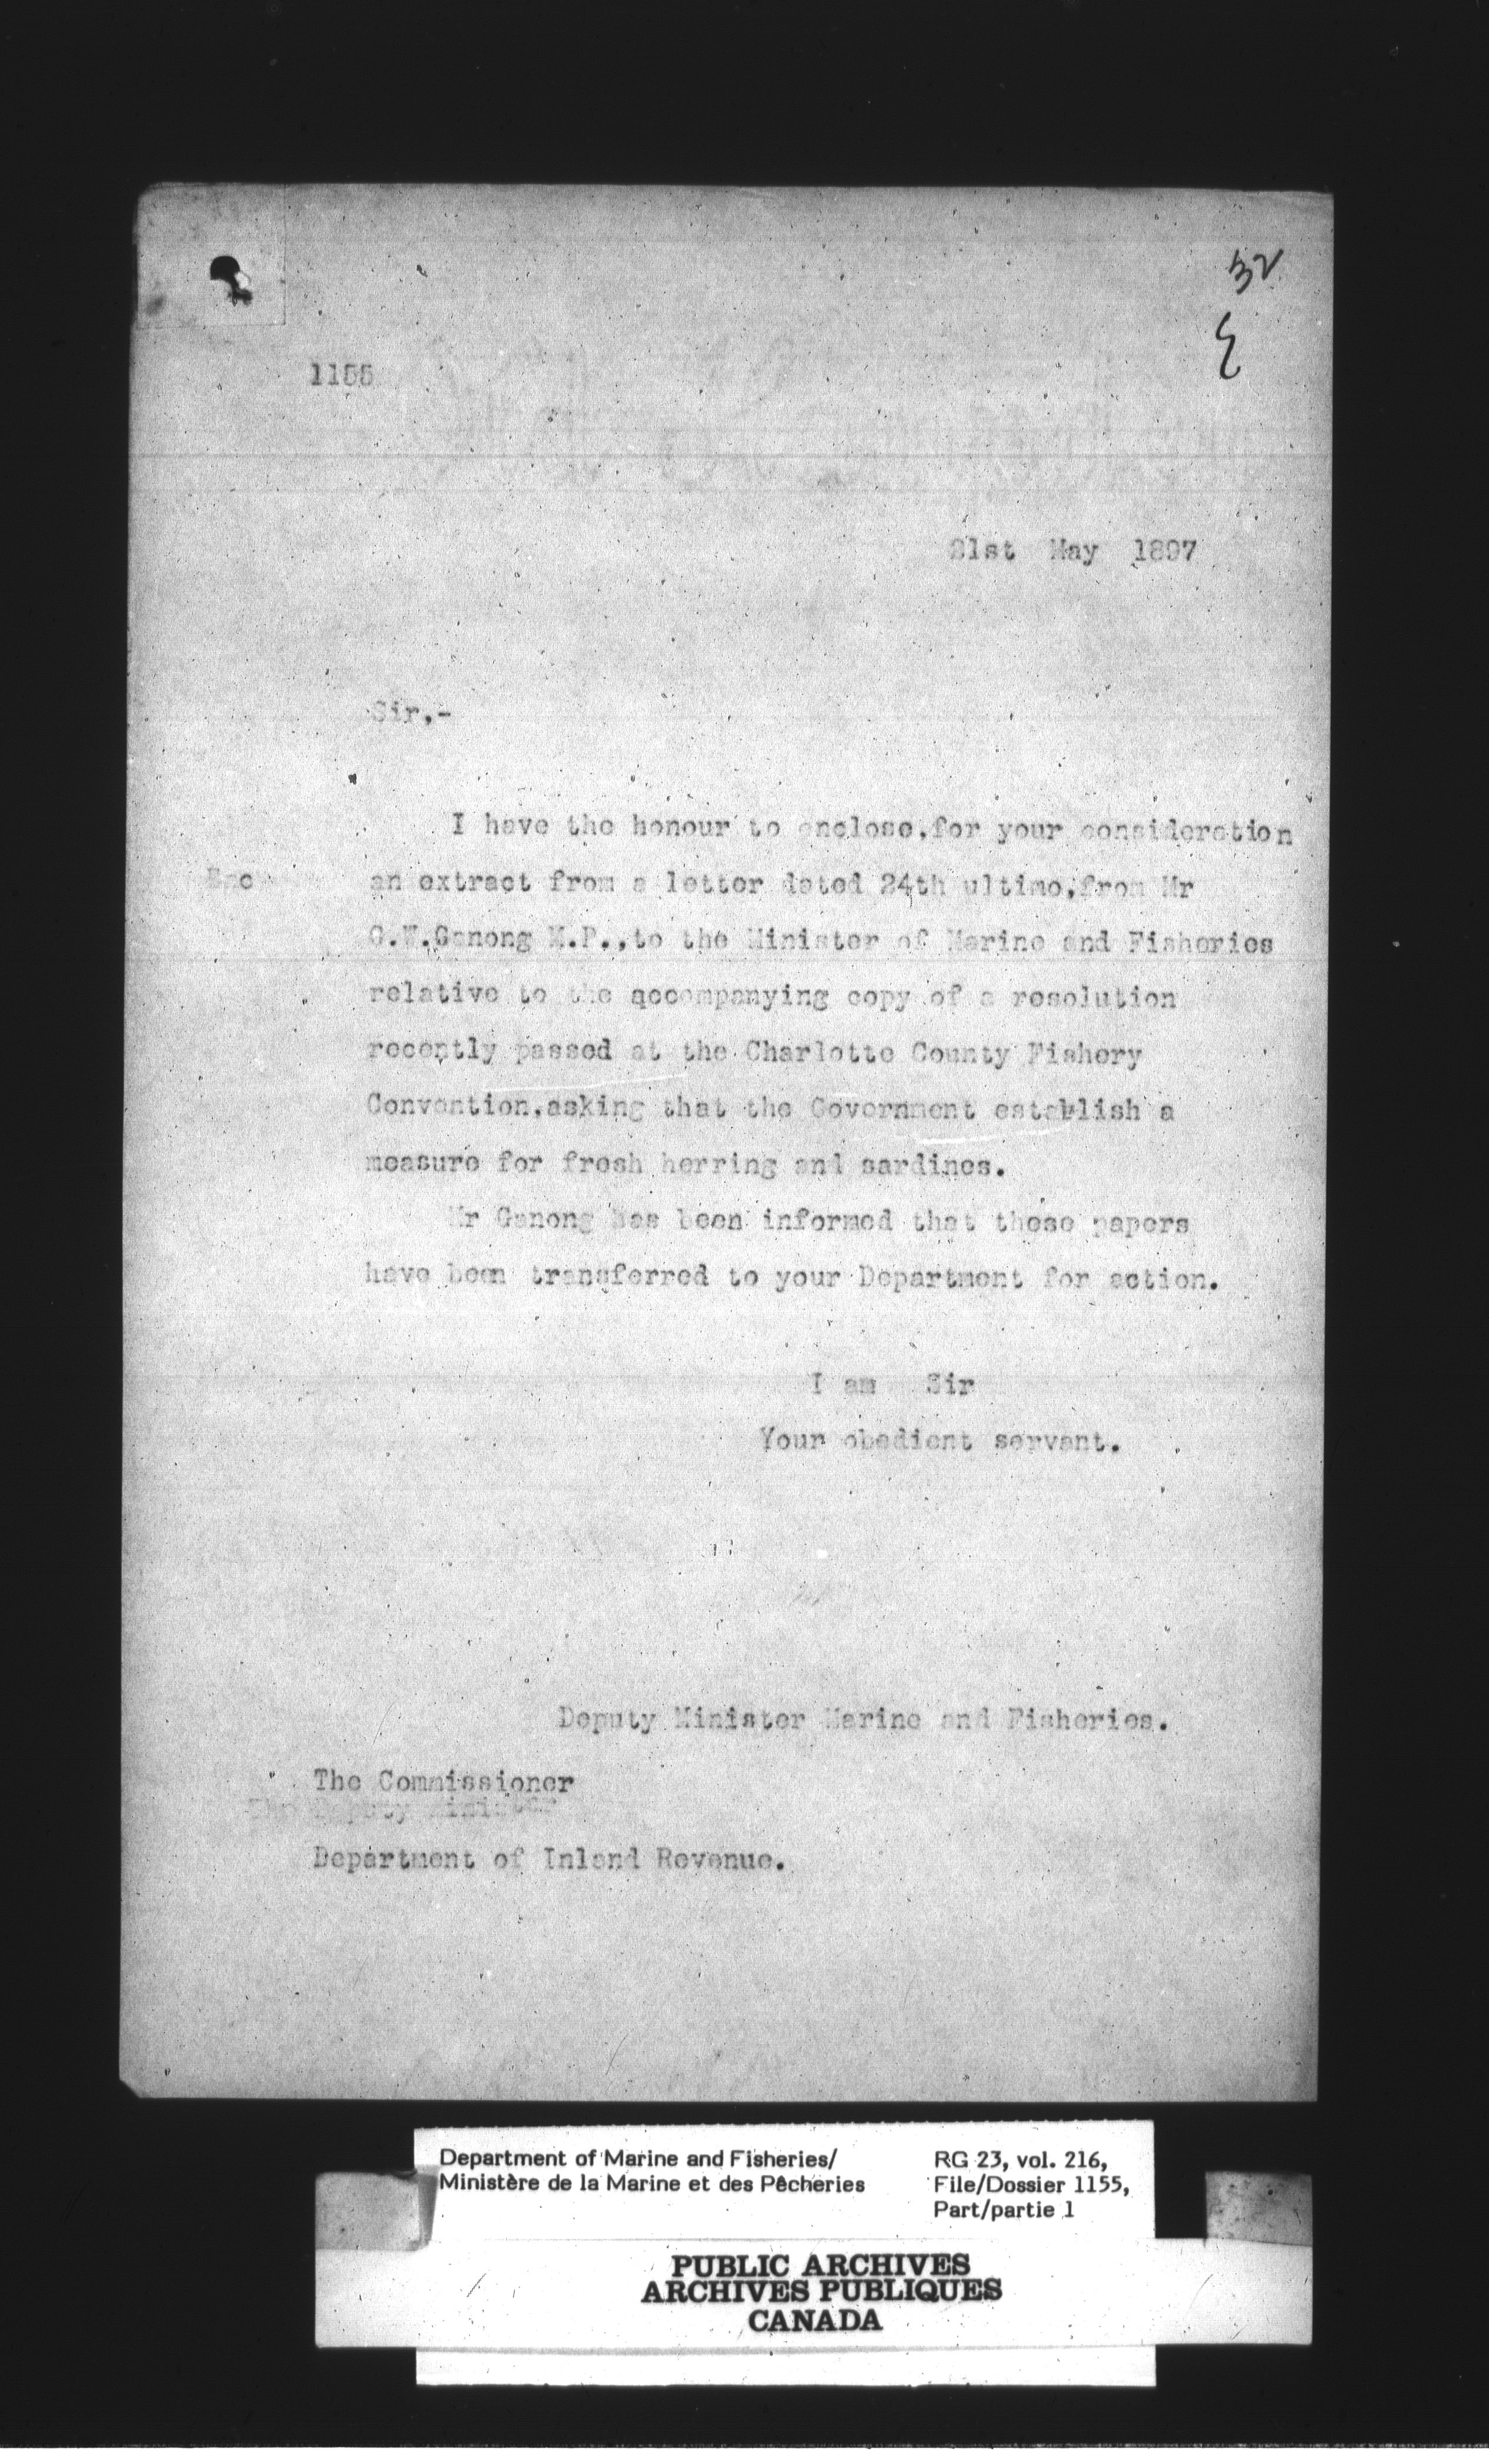 32
1155
21st May 1897
Sir,-
I have the honour to enclose, for your consideration
Enc
an extract from a letter dated 24th ultimo, from Mr
G.W. Ganong M.P., to the Minister of Marine and Fisheries
relative to the accompanying copy of a resolution
recently passed at the Charlotte County Fishery
Convention, asking that the Government establish a
measure for fresh herring and sardines.
Mr Ganong has been informed that these papers
have been transferred to your Department for action.
I am Sir
Your obedient servant.
Deputy Minister Marine and Fisheries.
The Commissioner
The Deputy Minister
Department of Inland Revenue.
Department of Marine and Fisheries/
Ministère de la Marine et des Pêcheries
RG 23, vol. 216,
File/Dossier 1155,
Part/partie 1
PUBLIC ARCHIVES
ARCHIVES PUBLIQUES
CANADA